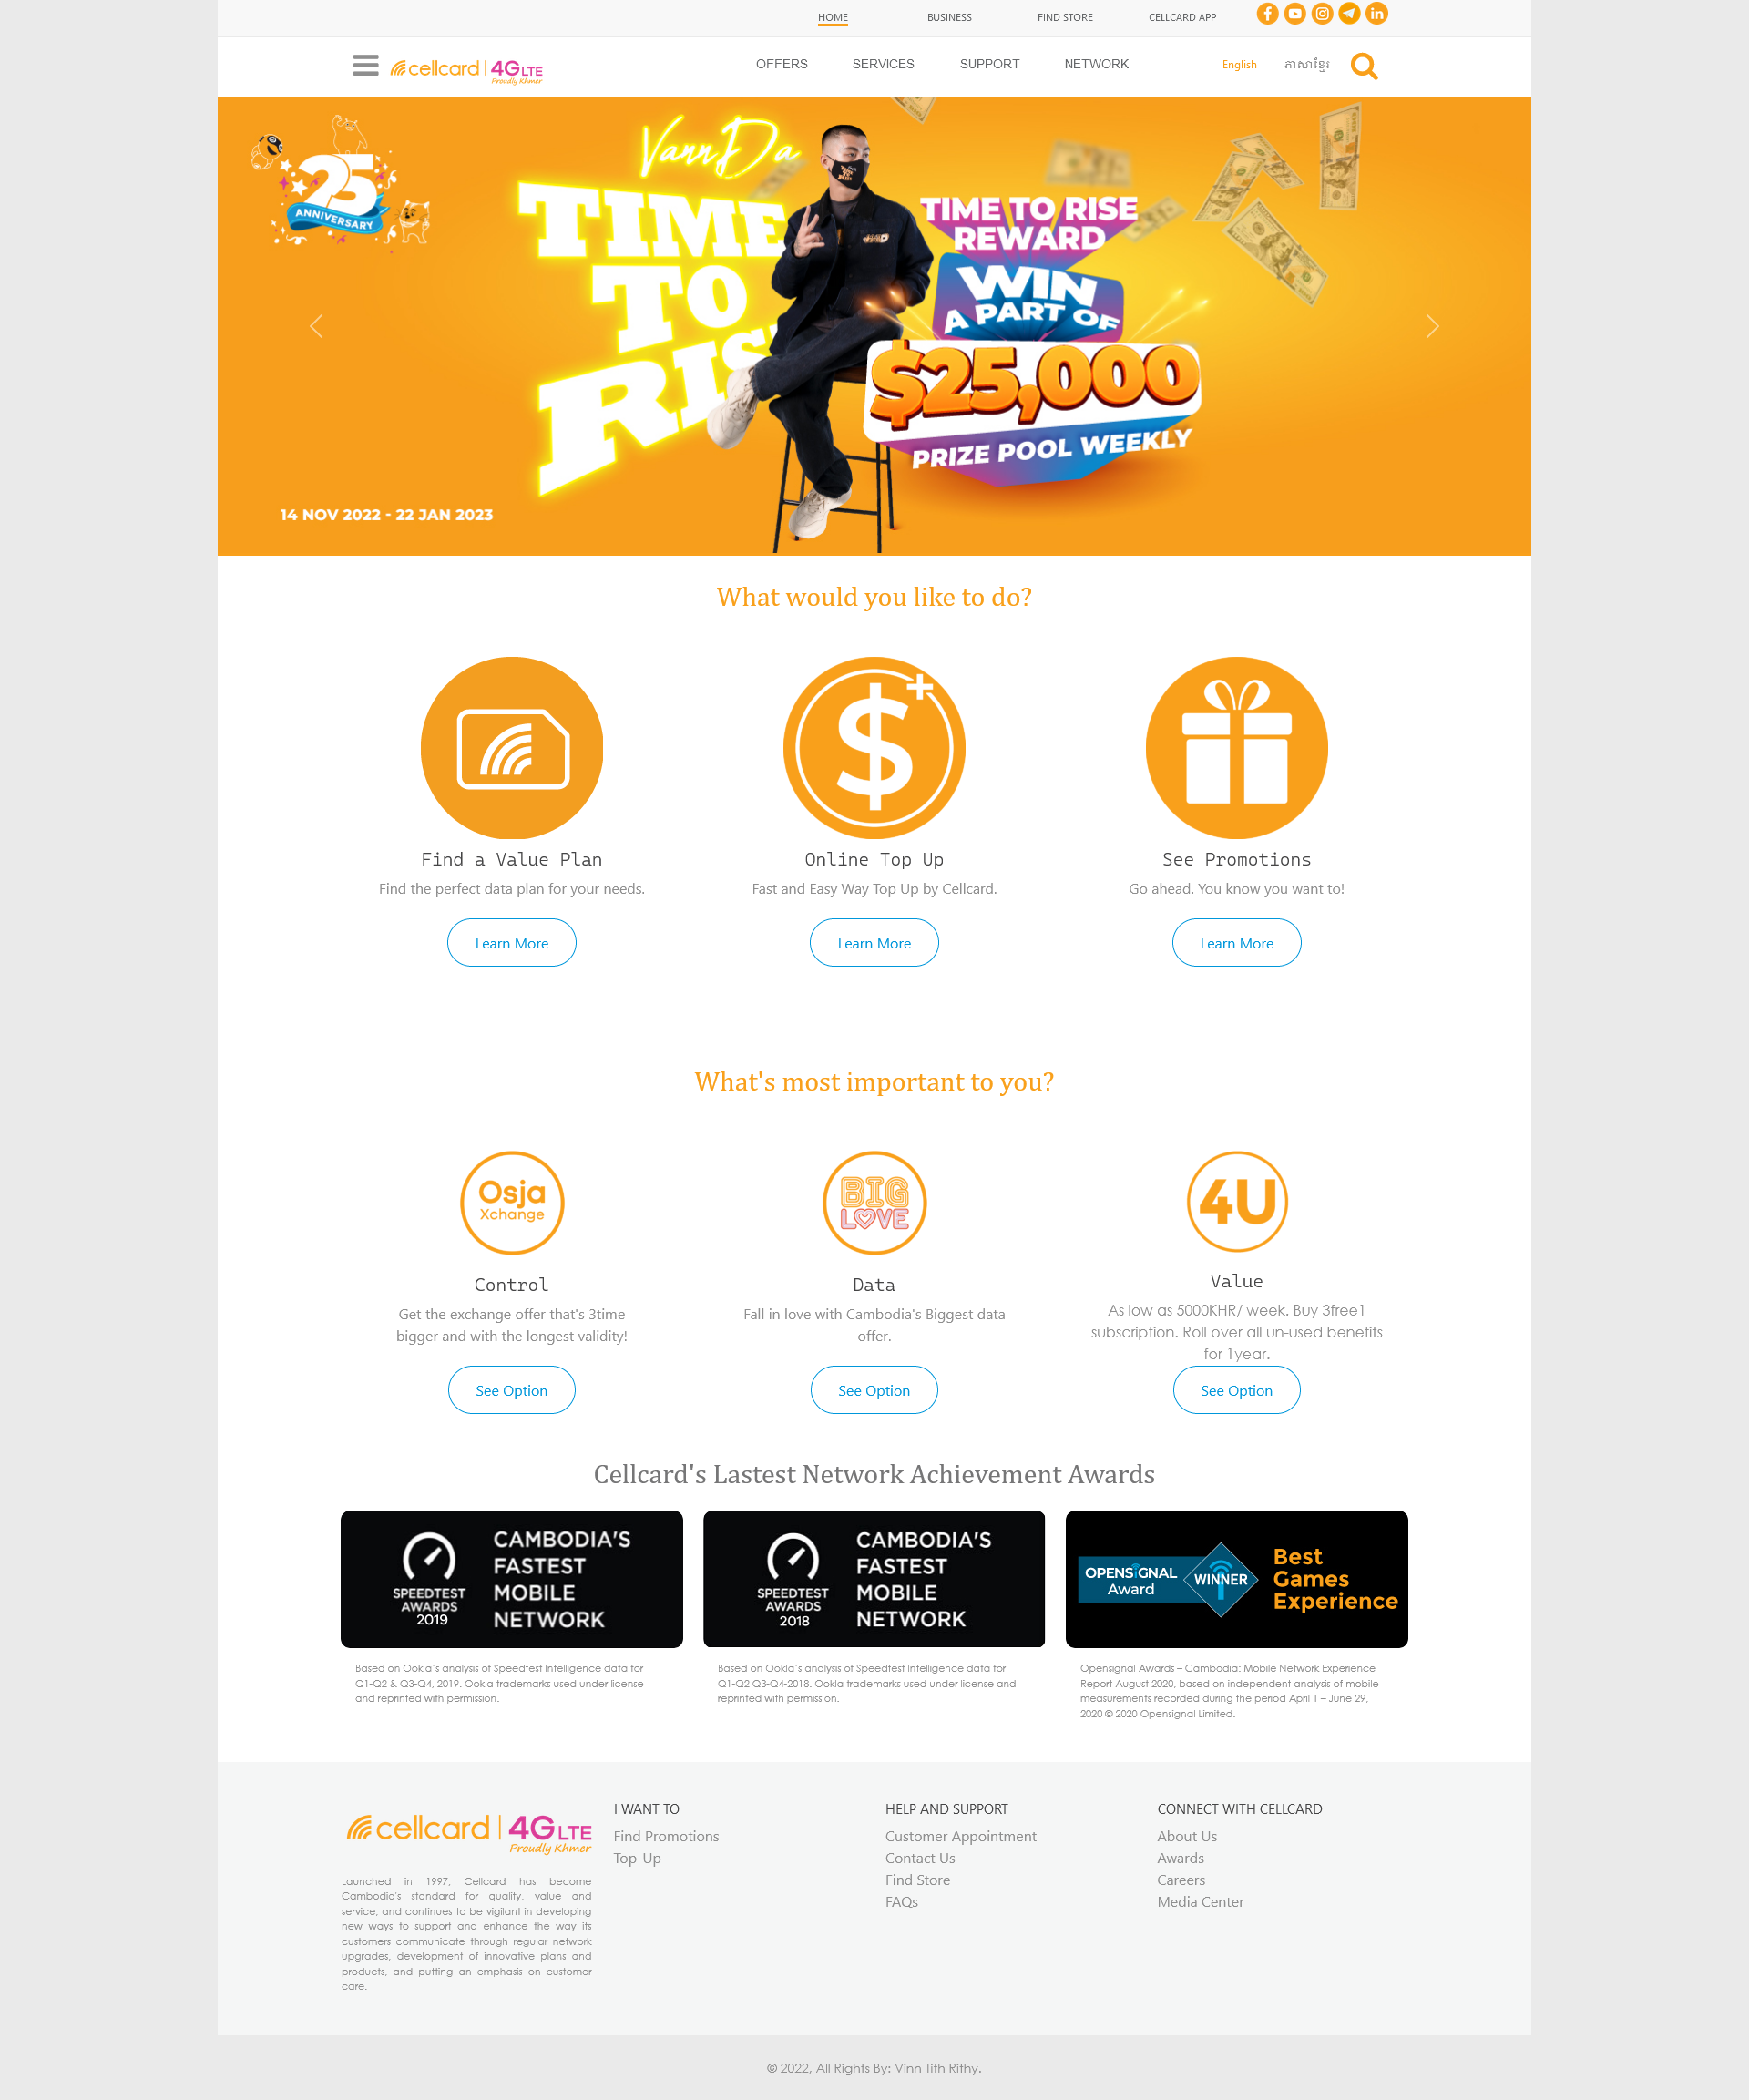 HOME BUSINESS FIND STORE CELLCARD APP
cellcard 4G LTE
Proudly Khmer
OFFERS SERVICES SUPPORT NETWORK English ភាសាខ្មែរ
25
ANNIVERSARY
VannDa
TIME
TO
RISE
TIME TO RISE
REWARD
WIN
A PART OF
$25,000
PRIZE POOL WEEKLY
14 NOV 2022 - 22 JAN 2023
What would you like to do?
Find a Value Plan
Find the perfect data plan for your needs.
Learn More
Online Top Up
Fast and Easy Way Top Up by Cellcard.
Learn More
See Promotions
Go ahead. You know you want to!
Learn More
What's most important to you?
Osja
Xchange
Control
Get the exchange offer that's 3time
bigger and with the longest validity!
See Option
BIG
LOVE
Data
Fall in love with Cambodia's Biggest data
offer.
See Option
4U
Value
As low as 5000KHR/ week. Buy 3free1
subscription. Roll over all un-used benefits
for 1year.
See Option
Cellcard's Lastest Network Achievement Awards
SPEEDTEST
AWARDS
2019
CAMBODIA'S
FASTEST
MOBILE
NETWORK
Based on Ookla's analysis of Speedtest Intelligence data for
Q1-Q2 & Q3-Q4, 2019. Ookla trademarks used under license
and reprinted with permission.
SPEEDTEST
AWARDS
2018
CAMBODIA'S
FASTEST
MOBILE
NETWORK
Based on Ookla's analysis of Speedtest Intelligence data for
Q1-Q2 Q3-Q4-2018. Ookla trademarks used under license and
reprinted with permission.
OPENSIGNAL
Award
WINNER
Best
Games
Experience
Opensignal Awards – Cambodia: Mobile Network Experience
Report August 2020, based on independent analysis of mobile
measurements recorded during the period April 1 – June 29,
2020 © 2020 Opensignal Limited.
cellcard 4G LTE
Proudly Khmer
Launched in 1997, Cellcard has become
Cambodia's standard for quality, value and
service, and continues to be vigilant in developing
new ways to support and enhance the way its
customers communicate through regular network
upgrades, development of innovative plans and
products, and putting an emphasis on customer
care.
I WANT TO
Find Promotions
Top-Up
HELP AND SUPPORT
Customer Appointment
Contact Us
Find Store
FAQs
CONNECT WITH CELLCARD
About Us
Awards
Careers
Media Center
© 2022, All Rights By: Vinn Tith Rithy.